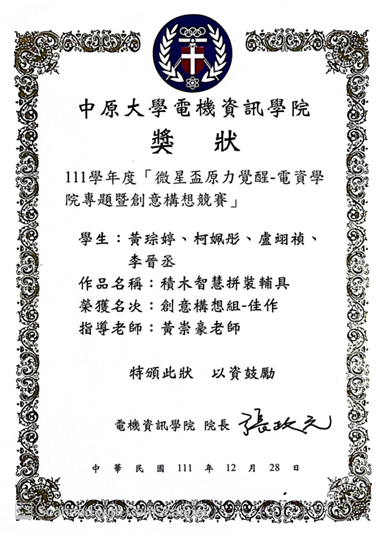 中原大學電機資訊學院
獎狀
111學年度「微星盃原力覺醒-電資學
院專題暨創意構想競賽」
學生：黃琮婷、柯姵彤、盧翊禎、
李晉丞
作品名稱：積木智慧拼裝輔具
榮獲名次：創意構想組-佳作
指導老師：黃崇豪老師
特頒此狀 以資鼓勵
電機資訊學院 院長 張政元
中華民國 111 年 12 月 28 日